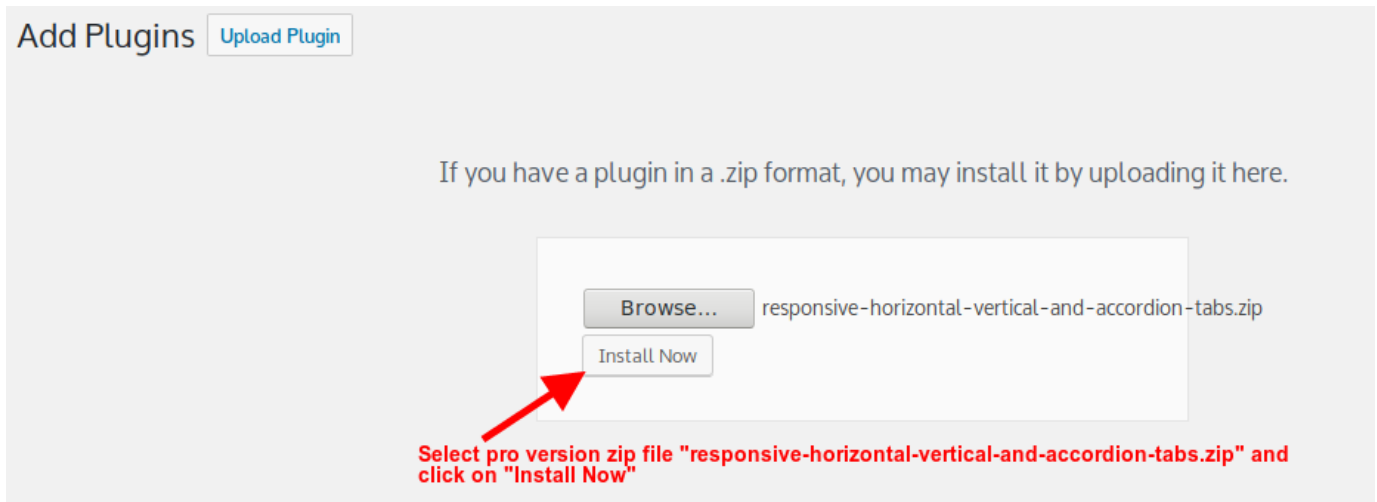 Add Plugins Upload Plugin
If you have a plugin in a .zip format, you may install it by uploading it here.
Browse... responsive-horizontal-vertical-and-accordion-tabs.zip
Install Now
Select pro version zip file "responsive-horizontal-vertical-and-accordion-tabs.zip" and
click on "Install Now"